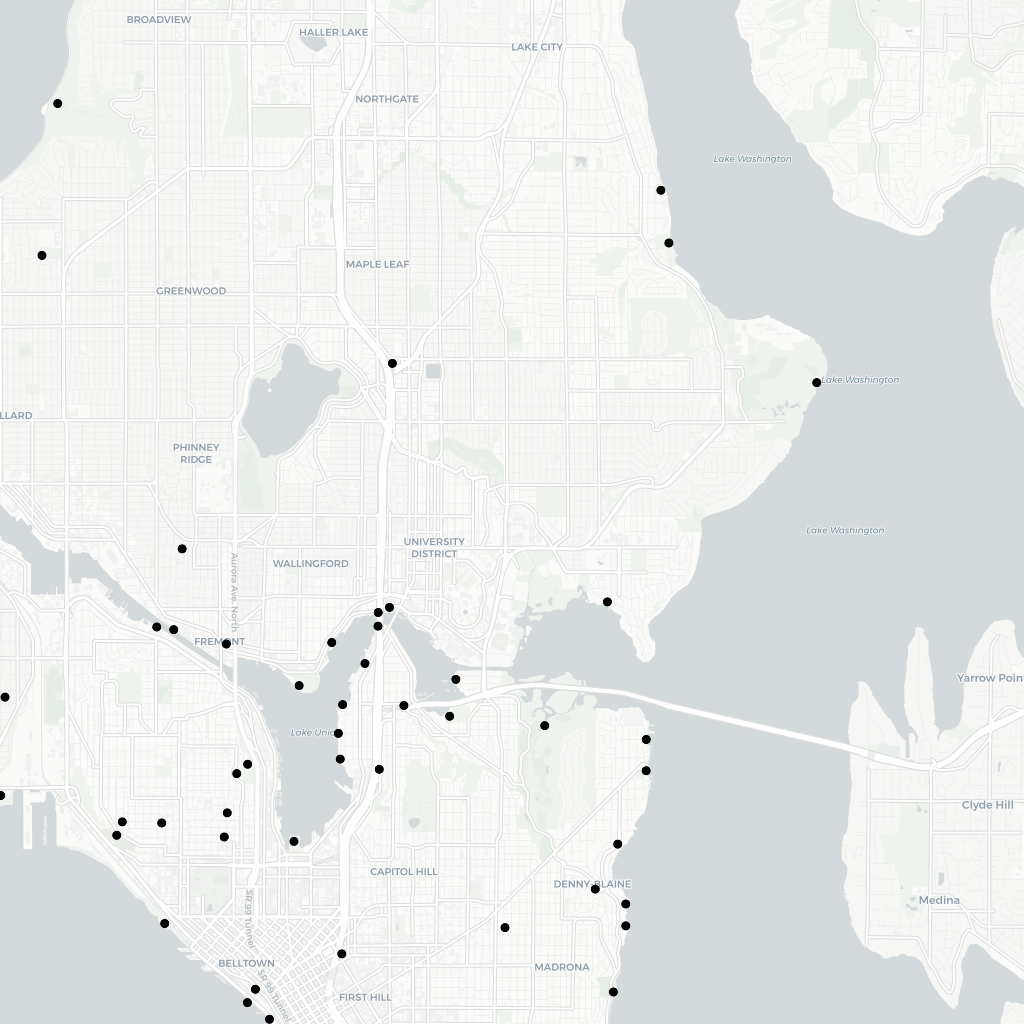 BROADVIEW
HALLER LAKE
LAKE CITY
NORTHGATE
Lake Washington
MAPLE LEAF
GREENWOOD
Lake Washington
LLARD
PHINNEY
RIDGE
Lake Washington
UNIVERSITY
DISTRICT
WALLINGFORD
Aurora Ave. North
FREMONT
Yarrow Poin
Lake Unio
Clyde Hill
CAPITOL HILL
DENNY-BLAINE
Medina
SR 99 Tunnel
BELLTOWN
MADRONA
SR 99 Tunnel
FIRST HILL